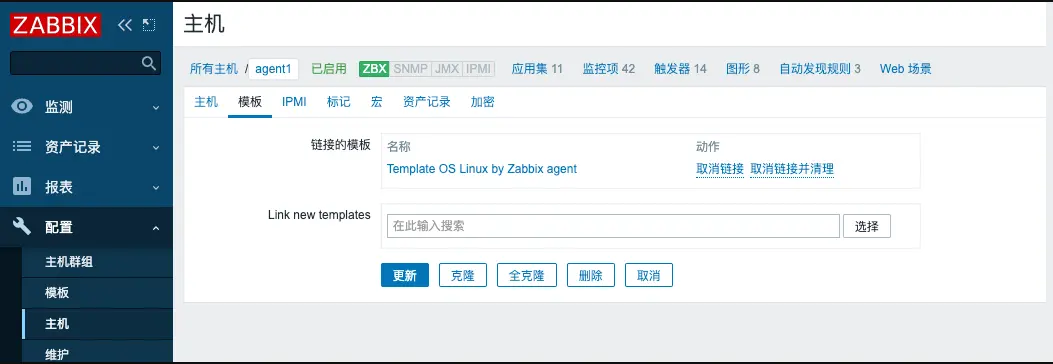 ZABBIX
监测
资产记录
报表
配置
主机群组
模板
主机
维护
主机
所有主机 / agent1 已启用 ZBX SNMP JMX IPMI 应用集 11 监控项 42 触发器 14 图形 8 自动发现规则 3 Web 场景
主机 模板 IPMI 标记 宏 资产记录 加密
链接的模板 名称 动作
Template OS Linux by Zabbix agent 取消链接 取消链接并清理
Link new templates 在此输入搜索 选择
更新 克隆 全克隆 删除 取消